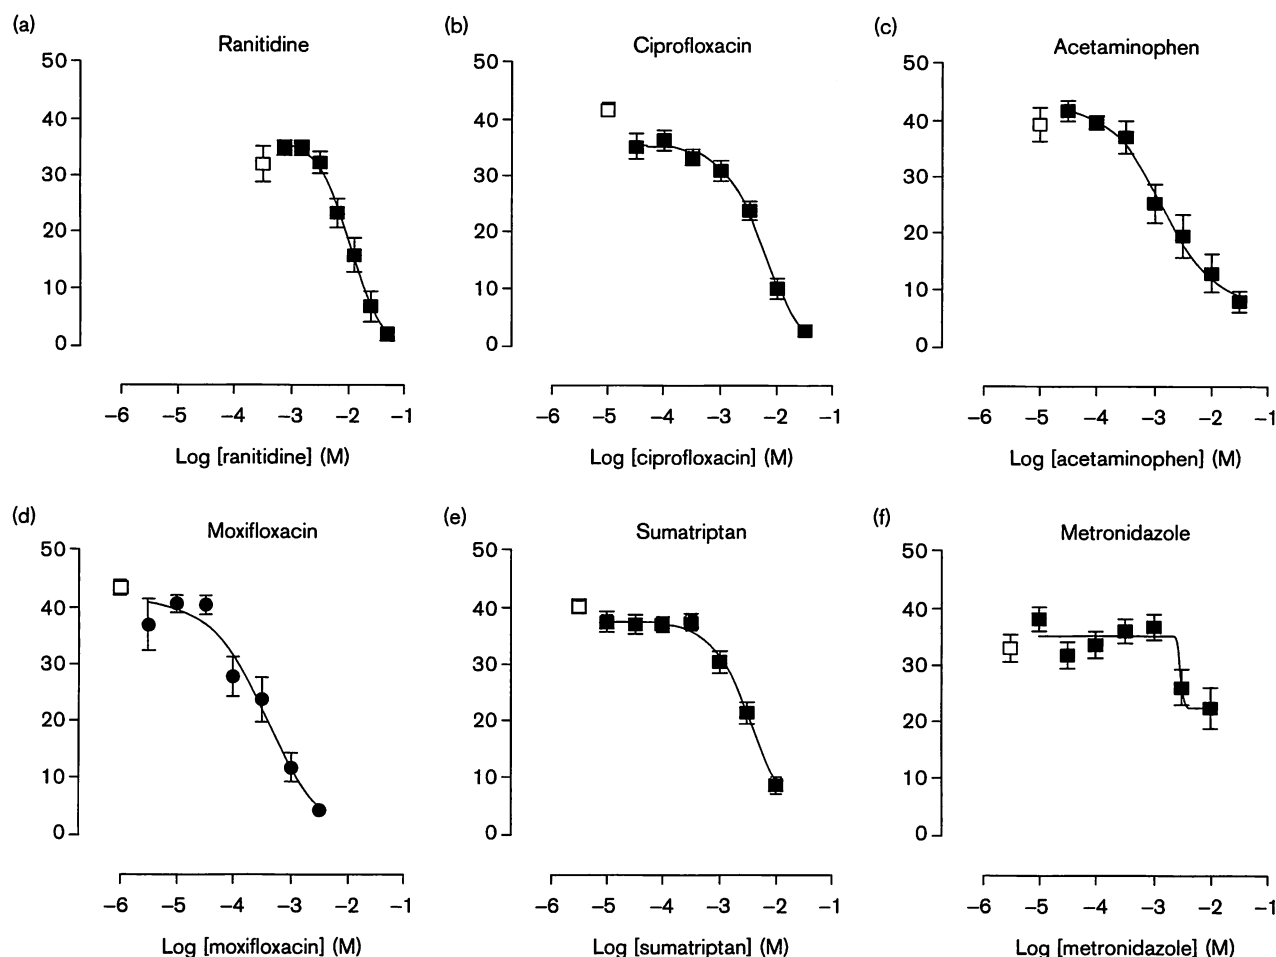 (a)
Ranitidine
50
40
30
20
10
0
−6 −5 −4 −3 −2 −1
Log [ranitidine] (M)
(b)
Ciprofloxacin
50
40
30
20
10
0
−6 −5 −4 −3 −2 −1
Log [ciprofloxacin] (M)
(c)
Acetaminophen
50
40
30
20
10
0
−6 −5 −4 −3 −2 −1
Log [acetaminophen] (M)
(d)
Moxifloxacin
50
40
30
20
10
0
−6 −5 −4 −3 −2 −1
Log [moxifloxacin] (M)
(e)
Sumatriptan
50
40
30
20
10
0
−6 −5 −4 −3 −2 −1
Log [sumatriptan] (M)
(f)
Metronidazole
50
40
30
20
10
0
−6 −5 −4 −3 −2 −1
Log [metronidazole] (M)